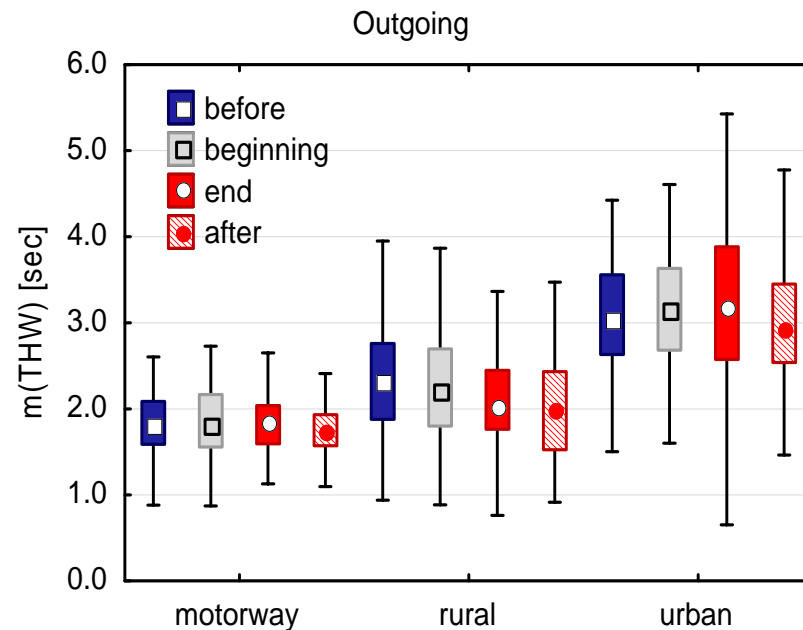 Outgoing
6.0
5.0
4.0
3.0
2.0
1.0
0.0
m(THW) [sec]
before
beginning
end
after
motorway rural urban